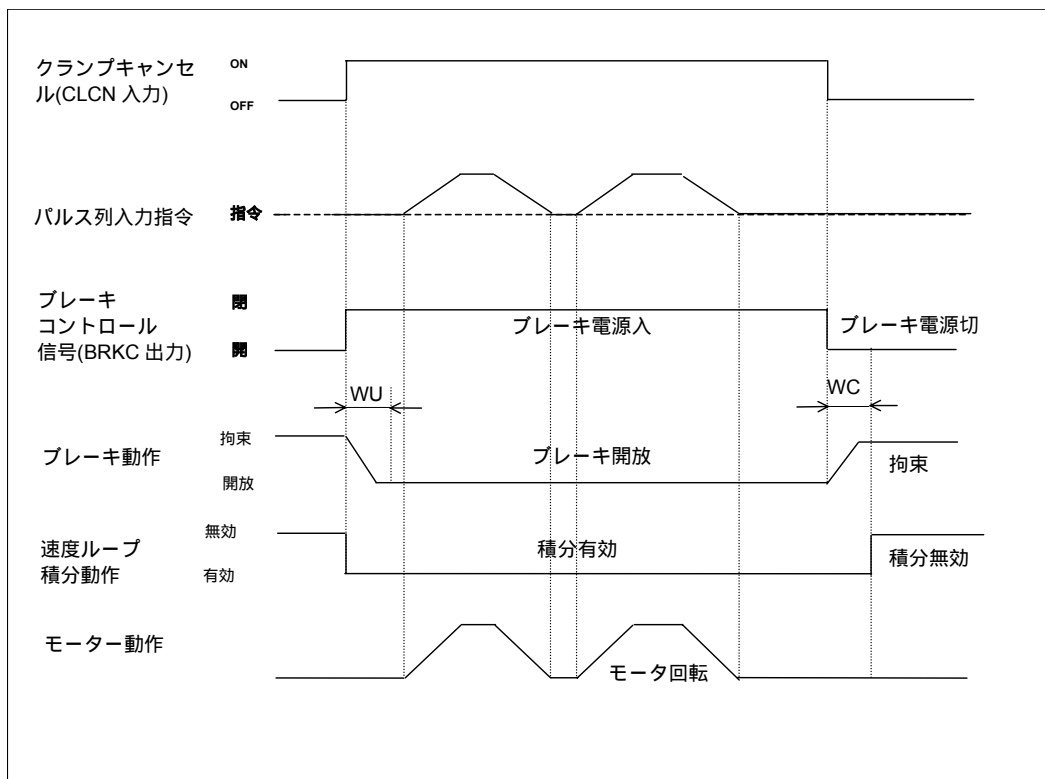 クランプキャンセ
ル(CLCN 入力)
ON
OFF
パルス列入力指令
指令
ブレーキ
コントロール
信号(BRKC 出力)
閉
開
ブレーキ電源入
ブレーキ電源切
WU
WC
ブレーキ動作
拘束
開放
ブレーキ開放
拘束
速度ループ
積分動作
無効
有効
積分有効
積分無効
モーター動作
モータ回転